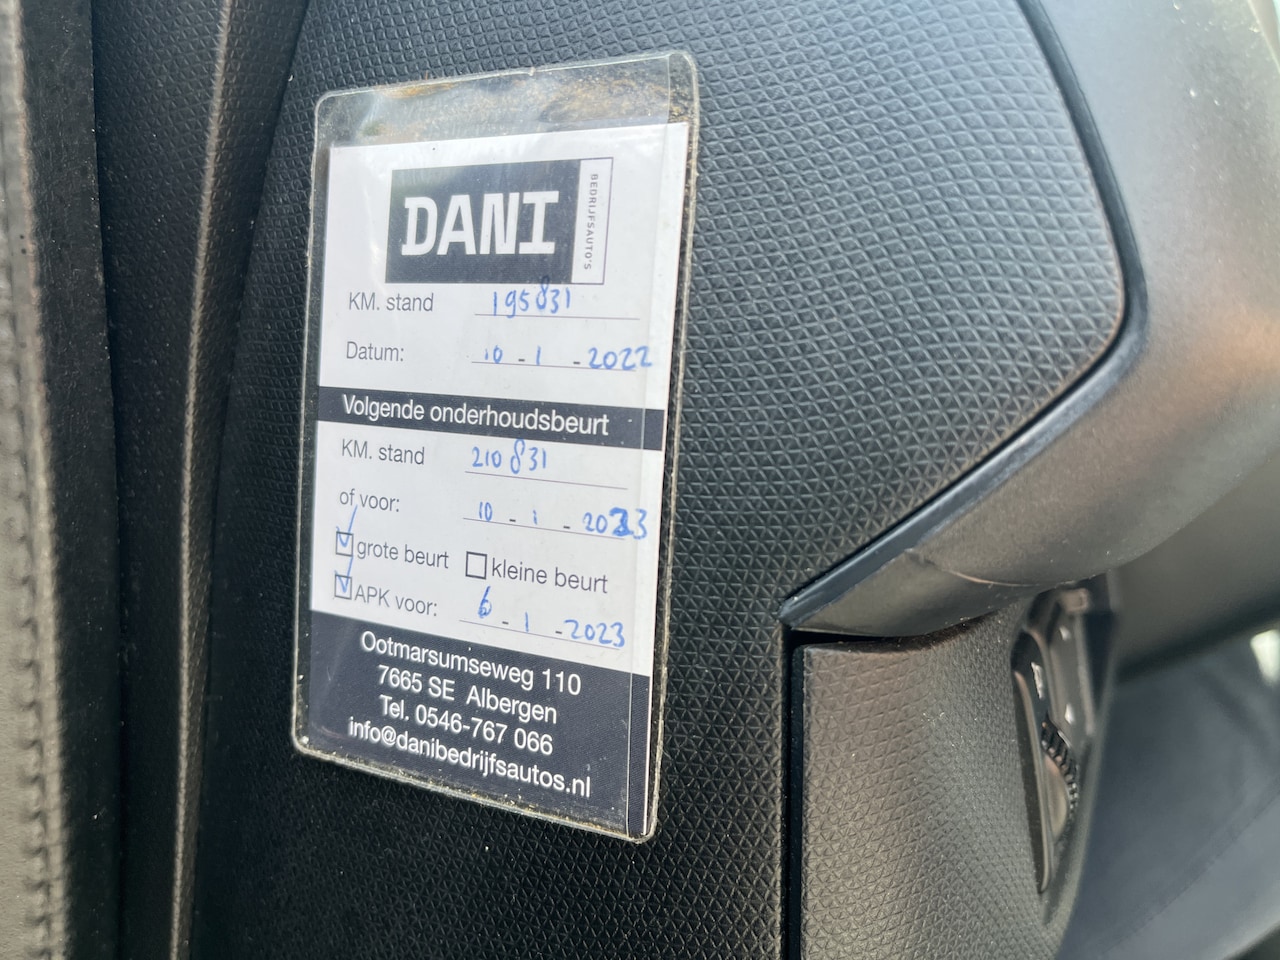 DANI
BEDRIJFSAUTO'S
KM. stand 195831
Datum: 10 - 1 - 2022
Volgende onderhoudsbeurt
KM. stand 210831
of voor: 10 - 1 - 2023
grote beurt kleine beurt
APK voor: 6 - 1 - 2023
Ootmarsumseweg 110
7665 SE Albergen
Tel. 0546-767 066
info@danibedrijfsautos.nl